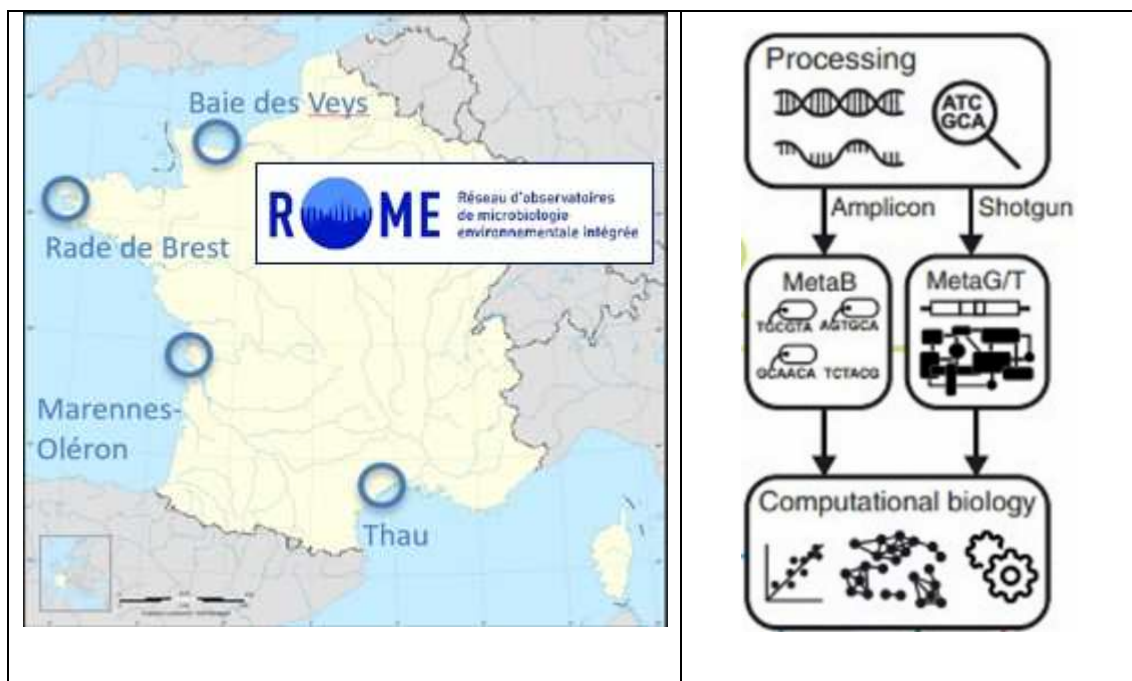 Baie des Veys
ROME
Réseau d'observatoires
de microbiologie
environnementale intégrée
Rade de Brest
Marennes-
Oléron
Thau
Processing
ATC
GCA
Amplicon
Shotgun
MetaB
TGCGTA
AGTGCA
GCAACA
TCTACG
MetaG/T
Computational biology